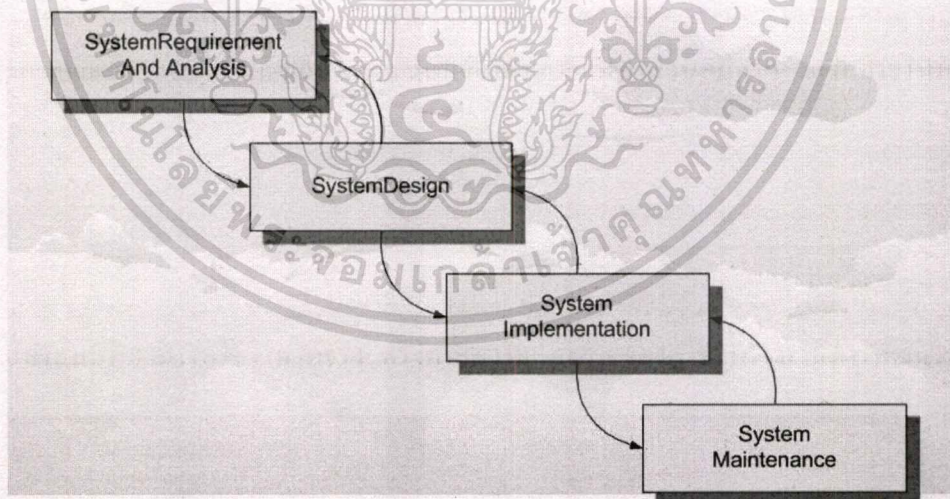 SystemRequirement
And Analysis
SystemDesign
System
Implementation
System
Maintenance